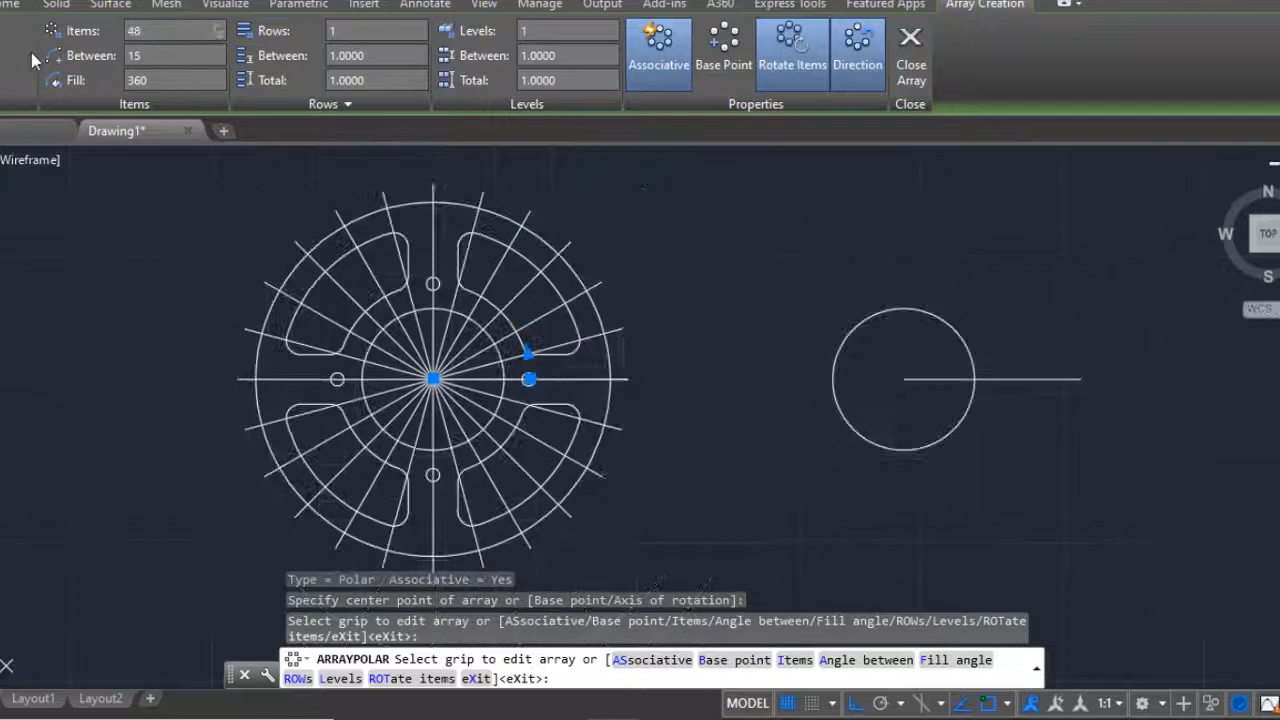 ome Solid Surface Mesh Visualize Parametric Insert Annotate View Manage Output Add-ins A360 Express Tools Featured Apps Array Creation
Items: 48 Rows: 1 Levels: 1
Between: 15 Between: 1.0000 Between: 1.0000
Fill: 360 Total: 1.0000 Total: 1.0000
Associative Base Point Rotate Items Direction Close
Array
Items Rows Levels Properties Close
Drawing1*
Wireframe]
N
W TOP
S
WCS
Type = Polar Associative = Yes
Specify center point of array or [Base point/Axis of rotation]:
Select grip to edit array or [ASsociative/Base point/Items/Angle between/Fill angle/ROWs/Levels/ROTate
items/eXit]<eXit>:
ARRAYPOLAR Select grip to edit array or [ASsociative Base point Items Angle between Fill angle
ROWs Levels ROTate items eXit]<eXit>:
Layout1 Layout2 MODEL 1:1